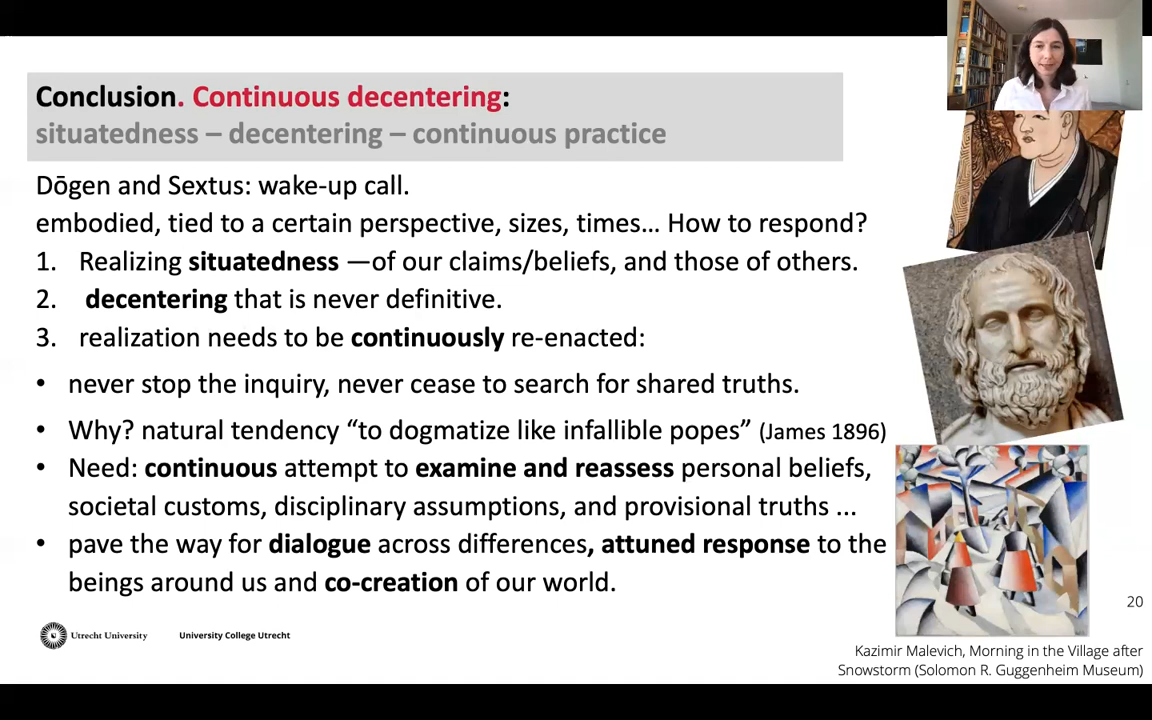 Conclusion. Continuous decentering:
situatedness – decentering – continuous practice
Dōgen and Sextus: wake-up call.
embodied, tied to a certain perspective, sizes, times... How to respond?
1. Realizing situatedness —of our claims/beliefs, and those of others.
2. decentering that is never definitive.
3. realization needs to be continuously re-enacted:
• never stop the inquiry, never cease to search for shared truths.
• Why? natural tendency “to dogmatize like infallible popes” (James 1896)
• Need: continuous attempt to examine and reassess personal beliefs,
societal customs, disciplinary assumptions, and provisional truths ...
• pave the way for dialogue across differences, attuned response to the
beings around us and co-creation of our world.
20
Utrecht University
University College Utrecht
Kazimir Malevich, Morning in the Village after
Snowstorm (Solomon R. Guggenheim Museum)